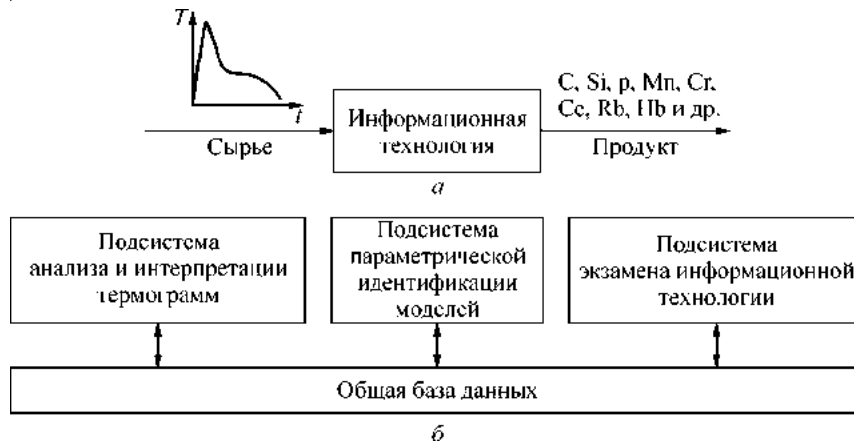 T
t
C, Si, p, Mn, Cr,
Cc, Rb, Hb и др.
Информационная
технология
Сырье
Продукт
а
Подсистема
анализа и интерпретации
термограмм
Подсистема
параметрической
идентификации
моделей
Подсистема
экзамена информационной
технологии
Общая база данных
б